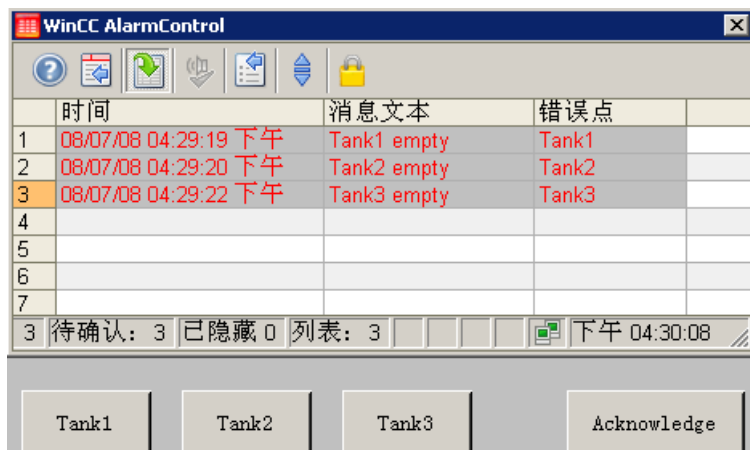 WinCC AlarmControl
时间 消息文本 错误点
1 08/07/08 04:29:19 下午 Tank1 empty Tank1
2 08/07/08 04:29:20 下午 Tank2 empty Tank2
3 08/07/08 04:29:22 下午 Tank3 empty Tank3
4
5
6
7
3 待确认： 3 已隐藏 0 列表： 3 下午 04:30:08
Tank1 Tank2 Tank3 Acknowledge